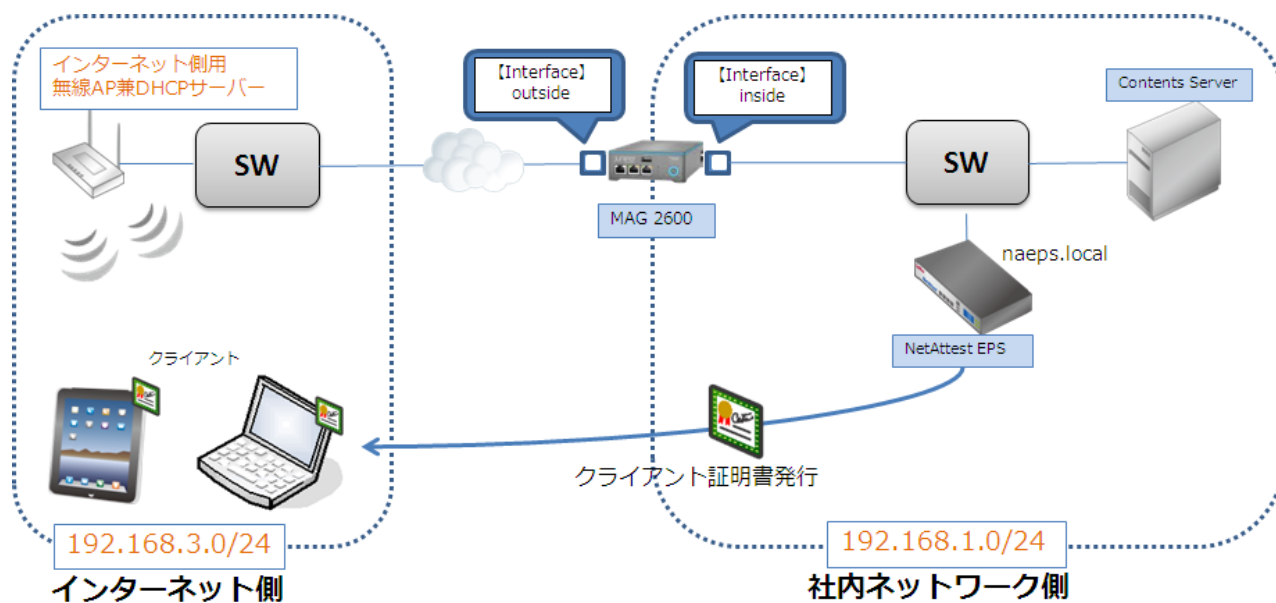 インターネット側用
無線AP兼DHCPサーバー
SW
【Interface】
outside
【Interface】
inside
MAG 2600
SW
Contents Server
naeps.local
NetAttest EPS
クライアント
クライアント証明書発行
192.168.3.0/24
インターネット側
192.168.1.0/24
社内ネットワーク側